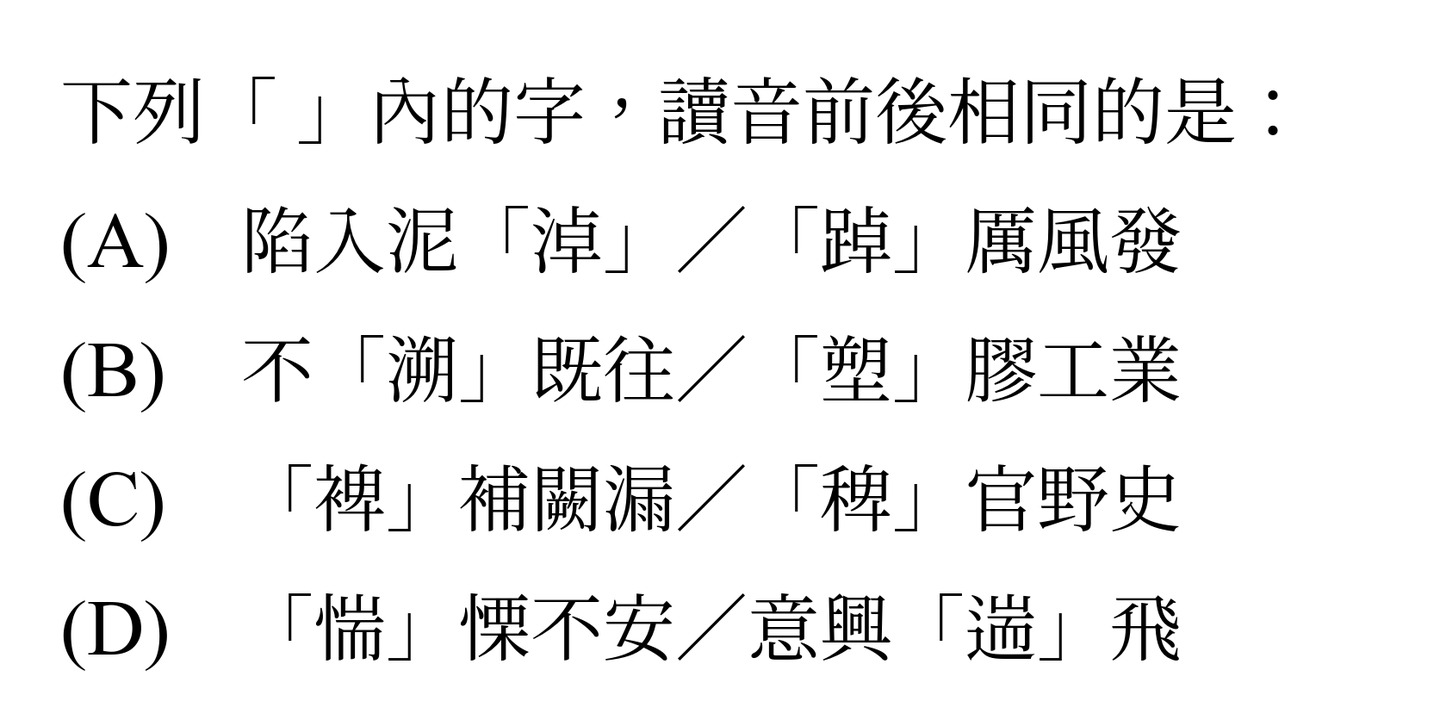 下列「 」內的字，讀音前後相同的是：
(A) 陷入泥「淖」／「踔」厲風發
(B) 不「溯」既往／「塑」膠工業
(C) 「裨」補闕漏／「稗」官野史
(D) 「惴」慄不安／意興「遄」飛